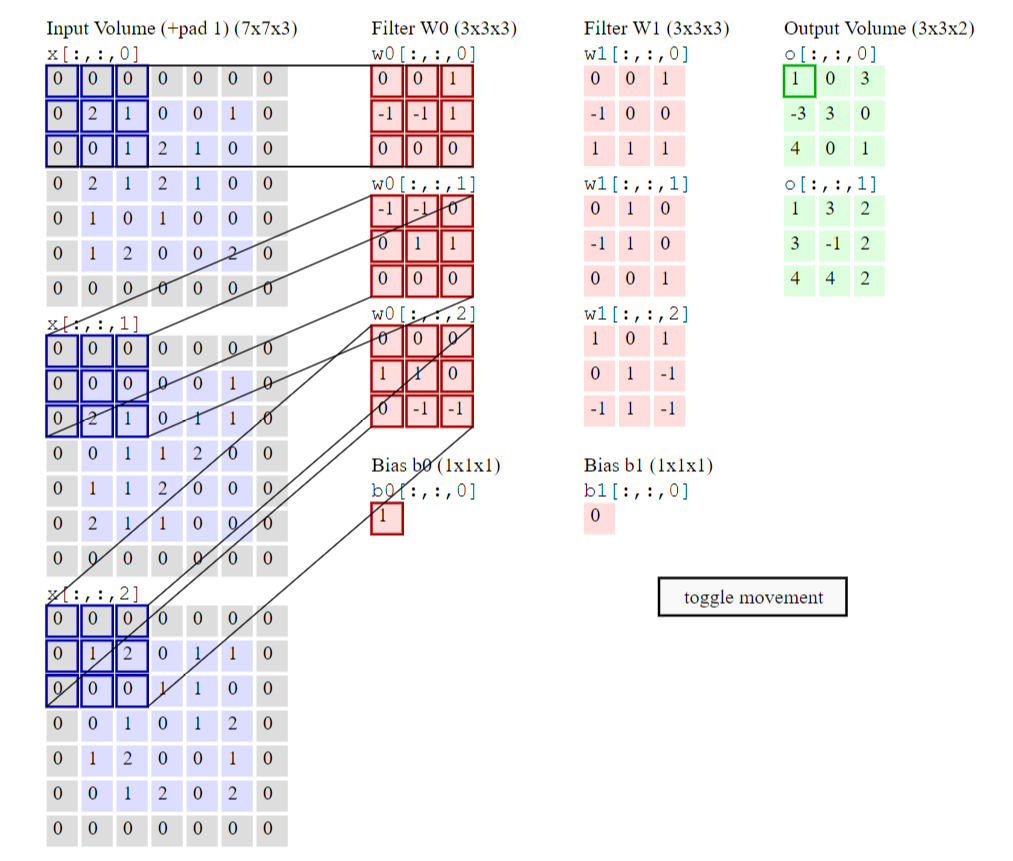 Input Volume (+pad 1) (7x7x3)
x[:,:,0]
0 0 0 0 0 0 0
0 2 1 0 0 1 0
0 0 1 2 1 0 0
0 2 1 2 1 0 0
0 1 0 1 0 0 0
0 1 2 0 0 2 0
0 0 0 0 0 0 0
x[:,:,1]
0 0 0 0 0 0 0
0 0 0 0 0 1 0
0 2 1 0 1 1 0
0 0 1 1 2 0 0
0 1 1 2 0 0 0
0 2 1 1 0 0 0
0 0 0 0 0 0 0
x[:,:,2]
0 0 0 0 0 0 0
0 1 2 0 1 1 0
0 0 0 1 1 0 0
0 0 1 0 1 2 0
0 1 2 0 0 1 0
0 0 1 2 0 2 0
0 0 0 0 0 0 0
Filter W0 (3x3x3)
w0[:,:,0]
0 0 1
-1 -1 1
0 0 0
w0[:,:,1]
-1 -1 0
0 1 1
0 0 0
w0[:,:,2]
0 0 0
1 1 0
0 -1 -1
Bias b0 (1x1x1)
b0[:,:,0]
1
Filter W1 (3x3x3)
w1[:,:,0]
0 0 1
-1 0 0
1 1 1
w1[:,:,1]
0 1 0
-1 1 0
0 0 1
w1[:,:,2]
1 0 1
0 1 -1
-1 1 -1
Bias b1 (1x1x1)
b1[:,:,0]
0
Output Volume (3x3x2)
o[:,:,0]
1 0 3
-3 3 0
4 0 1
o[:,:,1]
1 3 2
3 -1 2
4 4 2
toggle movement